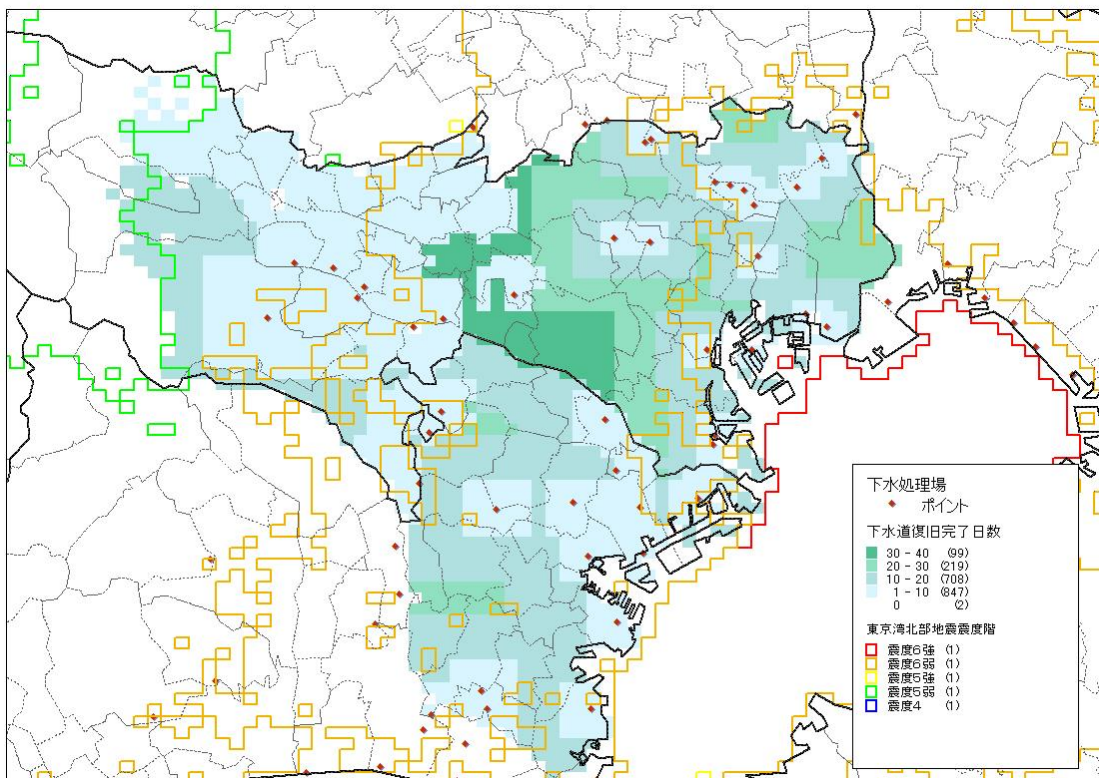 下水処理場
ポイント
下水道復旧完了日数
30 - 40 (99)
20 - 30 (219)
10 - 20 (708)
1 - 10 (847)
0 (2)
東京湾北部地震震度階
震度6強 (1)
震度6弱 (1)
震度5強 (1)
震度5弱 (1)
震度4 (1)